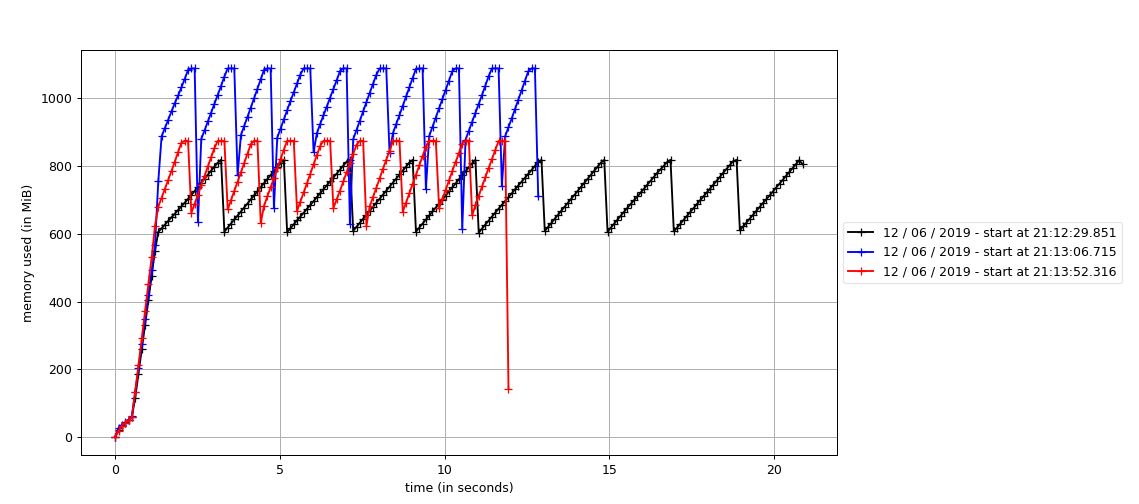 1000
800
600
400
200
0
memory used (in MiB)
0 5 10 15 20
time (in seconds)
12 / 06 / 2019 - start at 21:12:29.851
12 / 06 / 2019 - start at 21:13:06.715
12 / 06 / 2019 - start at 21:13:52.316